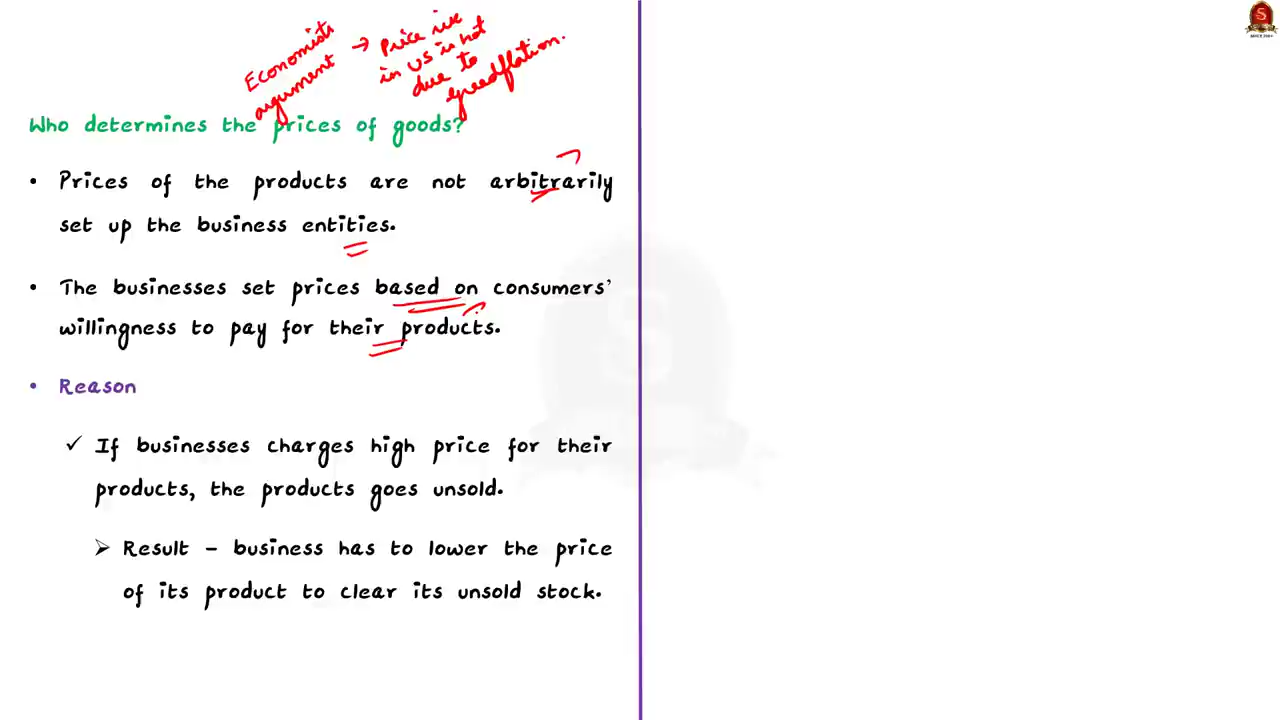 Economists
argument
→ Price rise
in US is not
due to
greedflation.
Who determines the prices of goods?
• Prices of the products are not arbitrarily
set up the business entities.
• The businesses set prices based on consumers'
willingness to pay for their products.
• Reason
✓ If businesses charges high price for their
products, the products goes unsold.
➢ Result – business has to lower the price
of its product to clear its unsold stock.